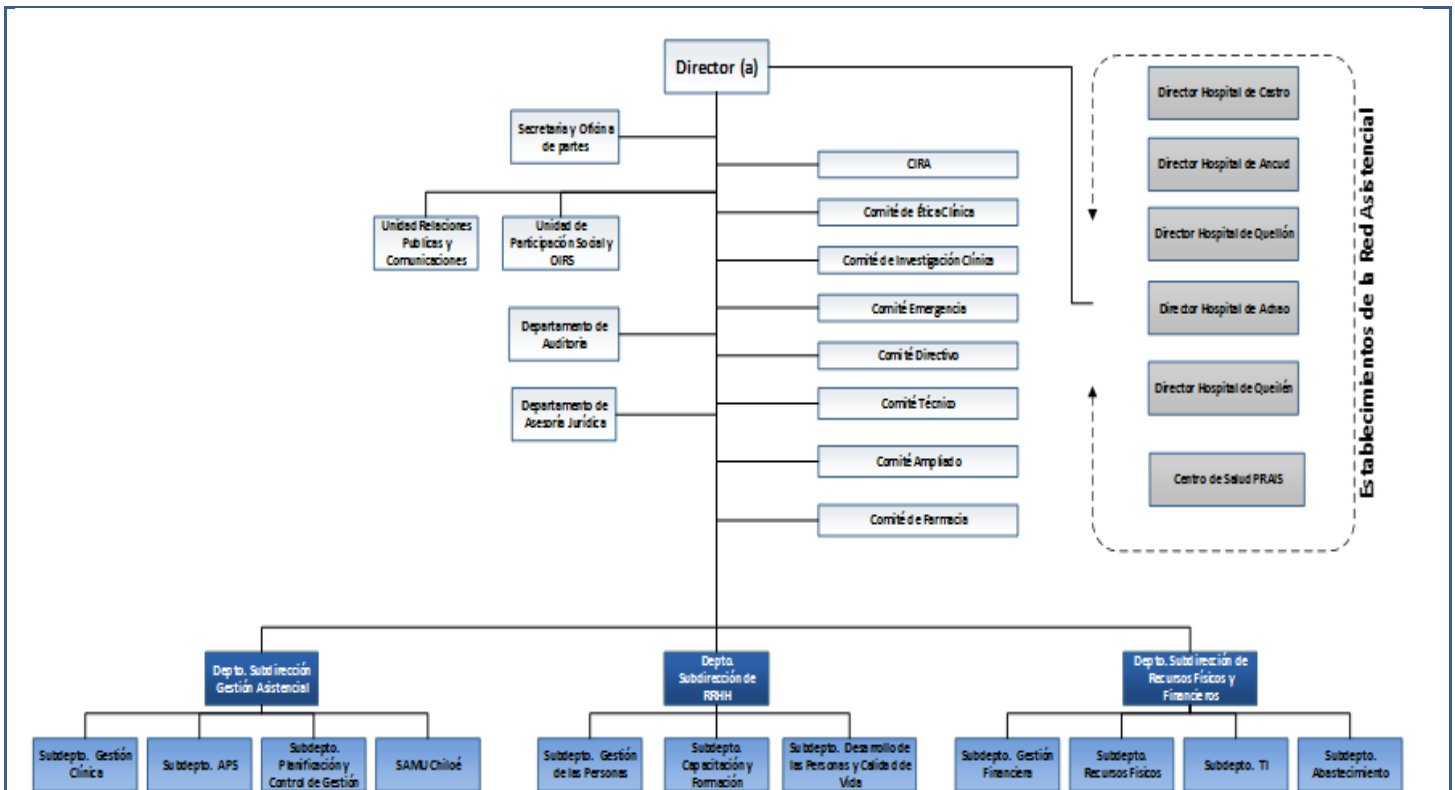 Director (a)
Secretaria y Oficina
de partes
Unidad Relaciones
Publicas y
Comunicaciones
Unidad de
Participación Social y
OIRS
Departamento de
Auditoria
Departamento de
Asesoría Jurídica
CIRA
Comité de Ética Clínica
Comité de Investigación Clínica
Comité Emergencia
Comité Directivo
Comité Técnico
Comité Ampliado
Comité de Farmacia
Director Hospital de Castro
Director Hospital de Ancud
Director Hospital de Quellón
Director Hospital de Achao
Director Hospital de Queilén
Centro de Salud PRAIS
Establecimientos de la Red Asistencial
Depto. Subdirección
Gestión Asistencial
Depto.
Subdirección de
RRHH
Depto. Subdirección de
Recursos Físicos y
Financieros
Subdepto. Gestión
Clínica
Subdepto. APS
Subdepto.
Planificación y
Control de Gestión
SAMU Chiloé
Subdepto. Gestión
de las Personas
Subdepto.
Capacitación y
Formación
Subdepto. Desarrollo de
las Personas y Calidad de
Vida
Subdepto. Gestión
Financiera
Subdepto.
Recursos Físicos
Subdepto. TI
Subdepto.
Abastecimiento